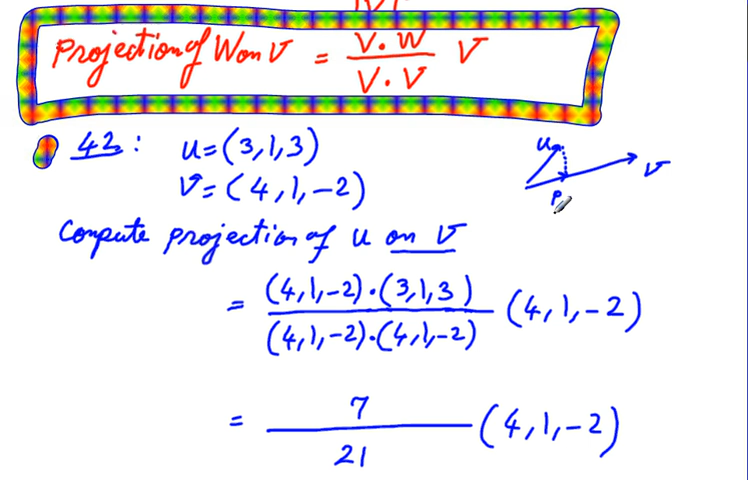 Projection of W on V = V · W / V · V V
42: u = (3,1,3)
v = (4,1,-2)
u
v
P
Compute projection of u on v
= (4,1,-2) · (3,1,3) / (4,1,-2) · (4,1,-2) (4,1,-2)
= 7 / 21 (4,1,-2)